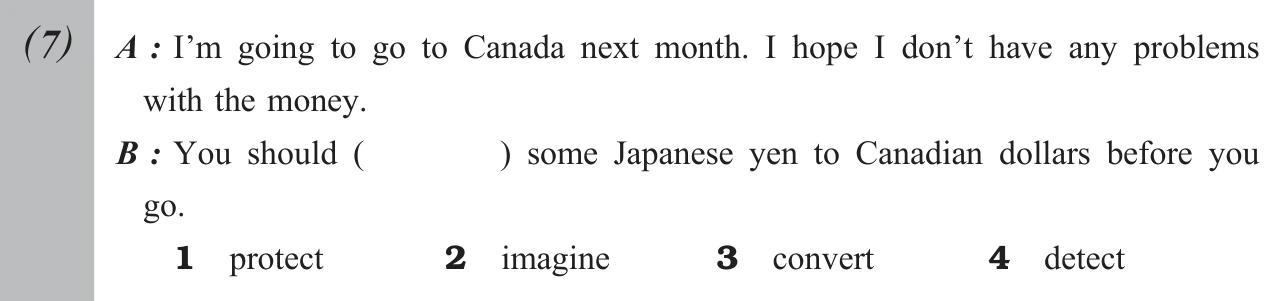 (7) A : I’m going to go to Canada next month. I hope I don’t have any problems
with the money.
B : You should ( ) some Japanese yen to Canadian dollars before you
go.
1 protect 2 imagine 3 convert 4 detect